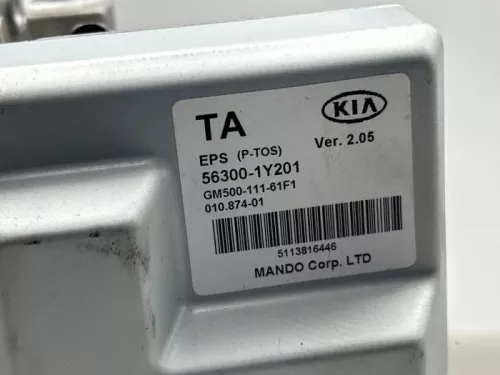 TA
KIA
EPS (P-TOS)
Ver. 2.05
56300-1Y201
GM500-111-61F1
010.874-01
5113816446
MANDO Corp. LTD